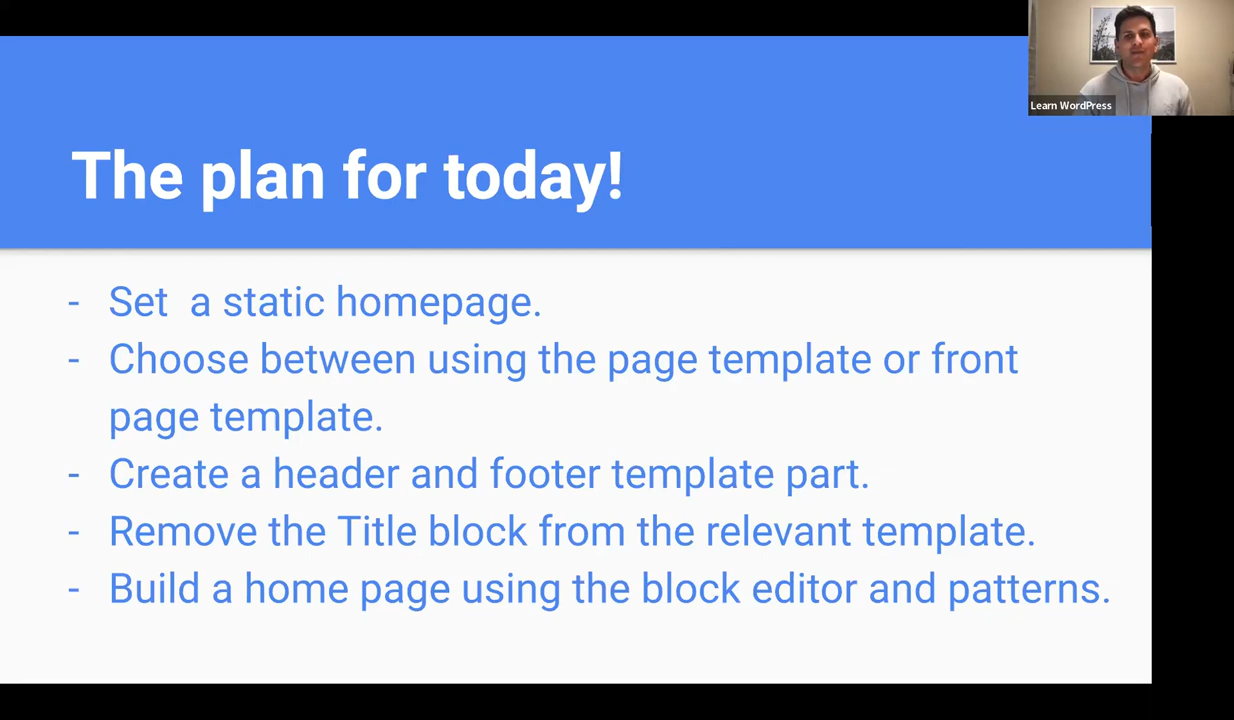 Learn WordPress
The plan for today!
- Set  a static homepage.
- Choose between using the page template or front
page template.
- Create a header and footer template part.
- Remove the Title block from the relevant template.
- Build a home page using the block editor and patterns.